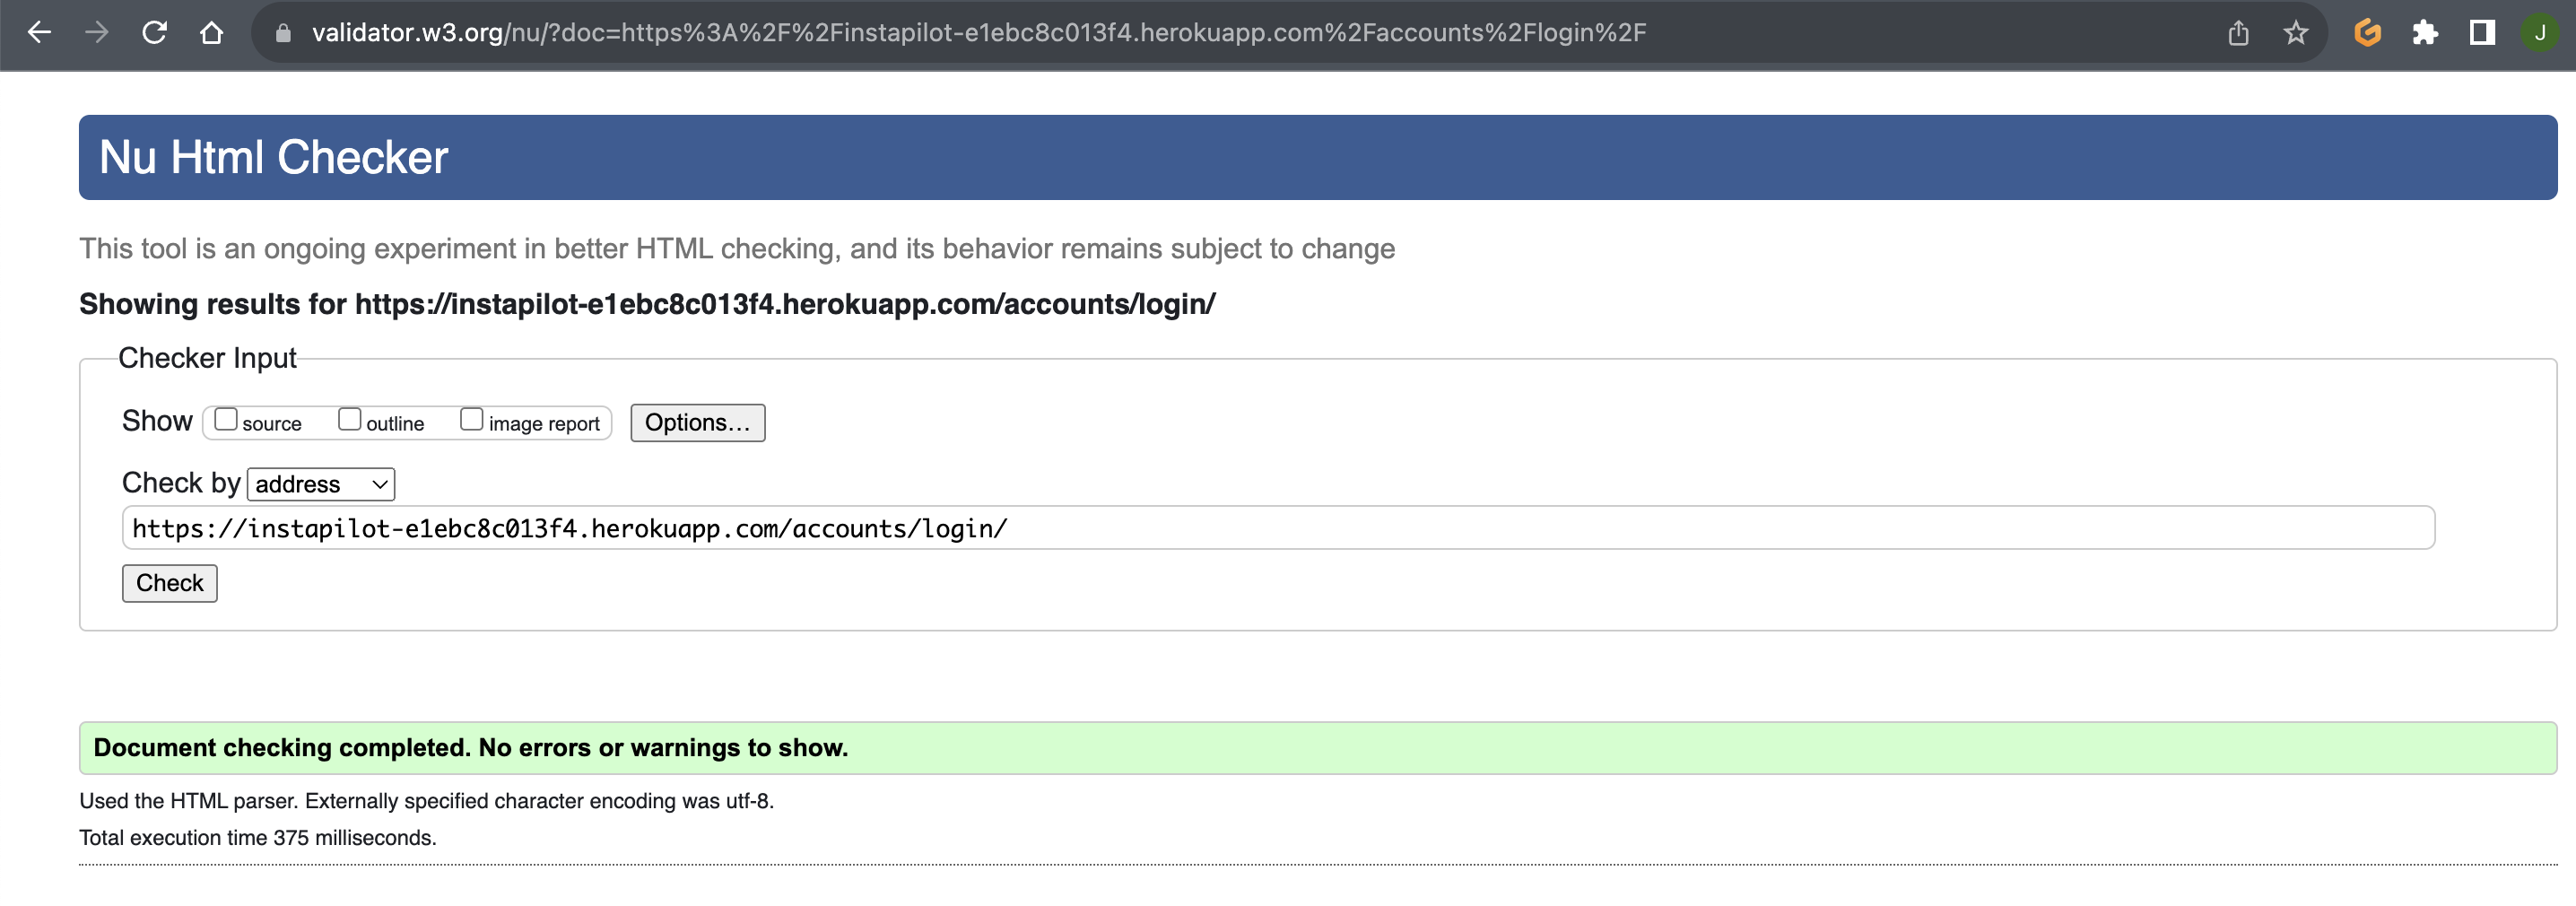 validator.w3.org/nu/?doc=https%3A%2F%2Finstapilot-e1ebc8c013f4.herokuapp.com%2Faccounts%2Flogin%2F
J
Nu Html Checker
This tool is an ongoing experiment in better HTML checking, and its behavior remains subject to change
Showing results for https://instapilot-e1ebc8c013f4.herokuapp.com/accounts/login/
Checker Input
Show source outline image report Options...
Check by address
https://instapilot-e1ebc8c013f4.herokuapp.com/accounts/login/
Check
Document checking completed. No errors or warnings to show.
Used the HTML parser. Externally specified character encoding was utf-8.
Total execution time 375 milliseconds.